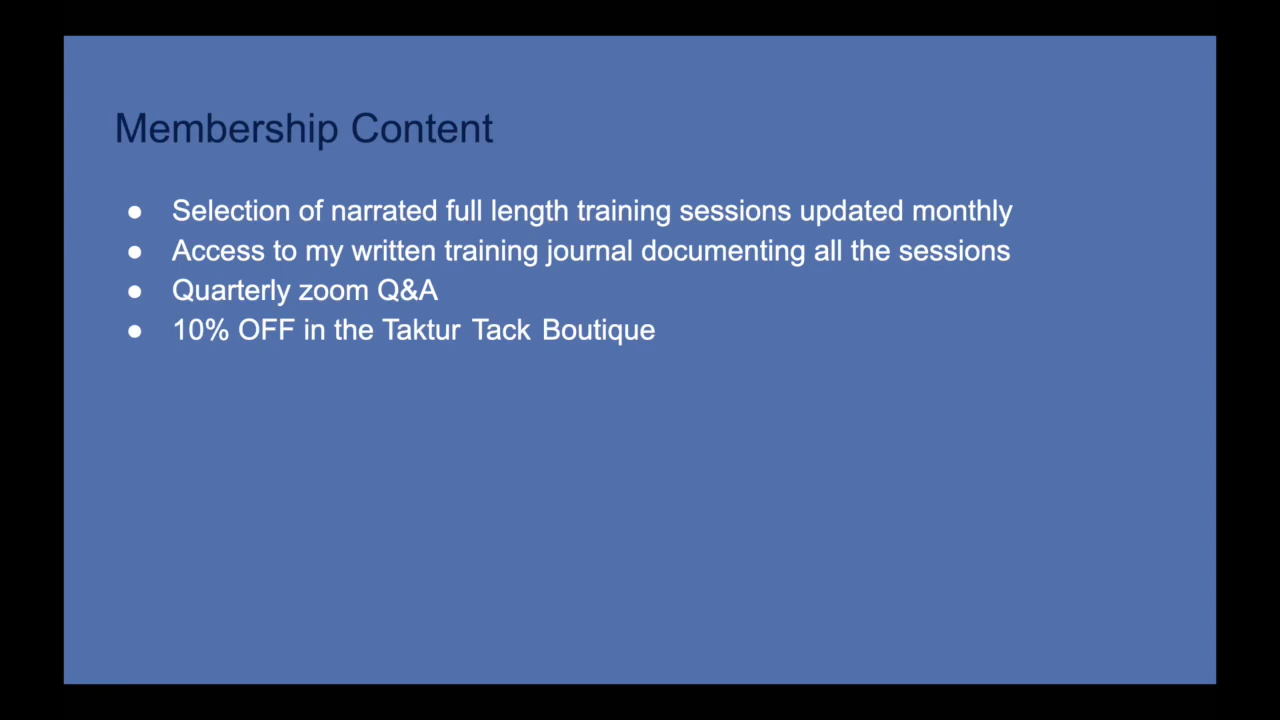 Membership Content
● Selection of narrated full length training sessions updated monthly
● Access to my written training journal documenting all the sessions
● Quarterly zoom Q&A
● 10% OFF in the Taktur Tack Boutique